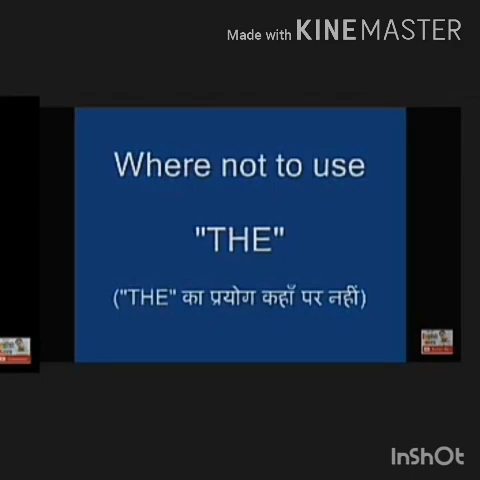 Made with KINEMASTER
Where not to use
"THE"
("THE" का प्रयोग कहाँ पर नहीं)
InShOt